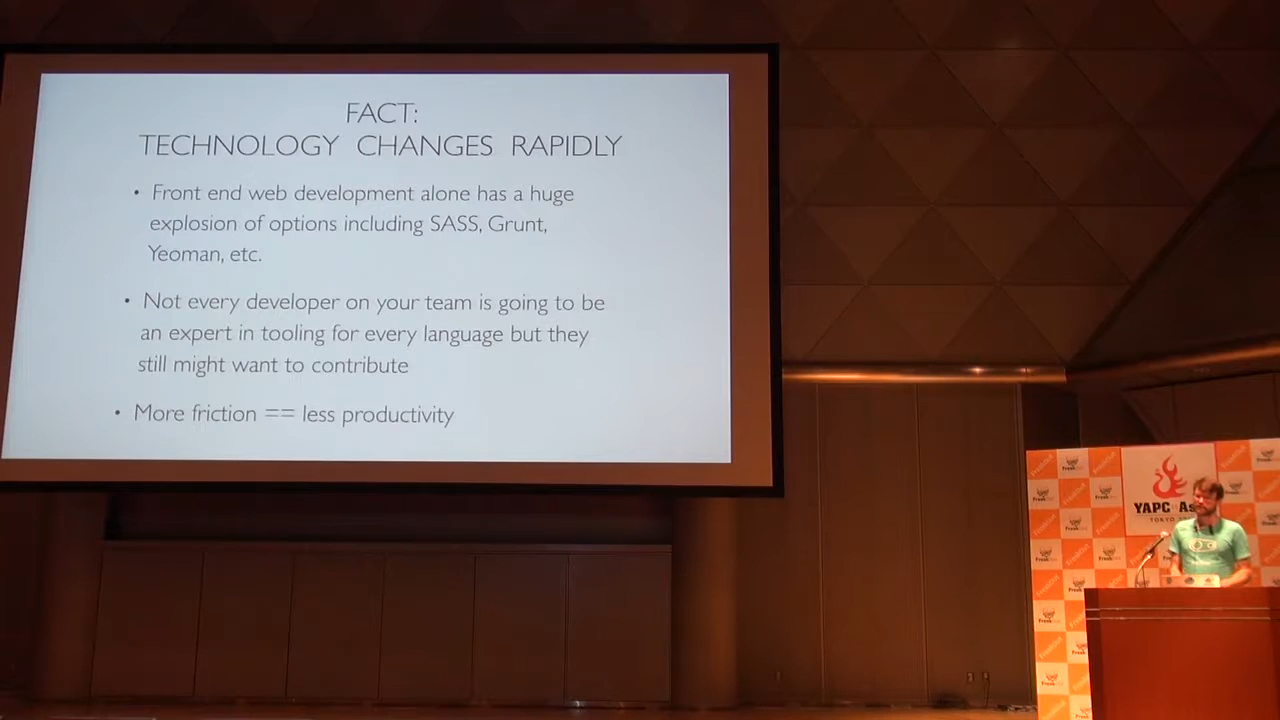 FACT:
TECHNOLOGY CHANGES RAPIDLY
• Front end web development alone has a huge
explosion of options including SASS, Grunt,
Yeoman, etc.
• Not every developer on your team is going to be
an expert in tooling for every language but they
still might want to contribute
• More friction == less productivity
YAPC
TOKYO